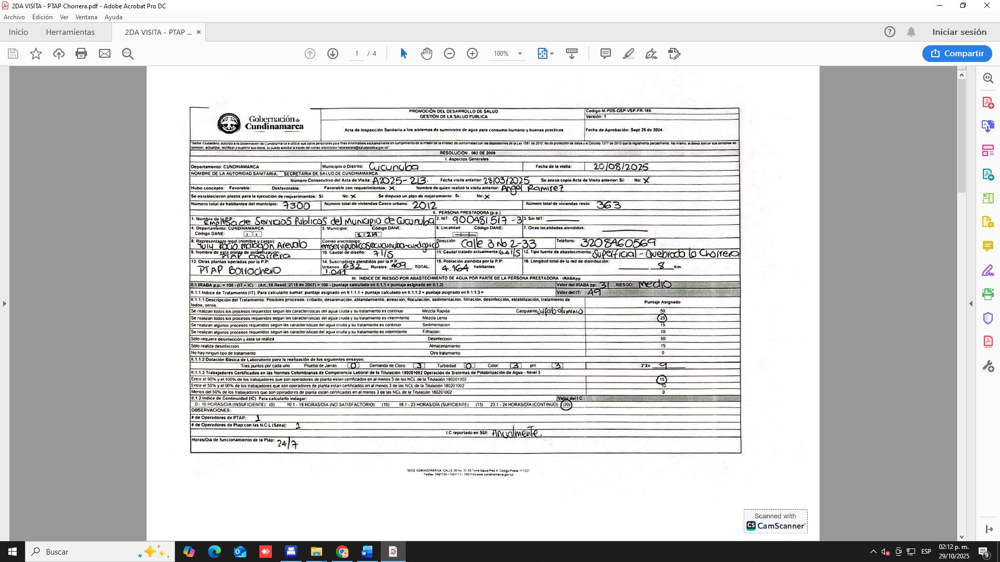 2DA VISITA - PTAP Chorrera.pdf - Adobe Acrobat Pro DC
Archivo Edición Ver Ventana Ayuda
Inicio Herramientas 2DA VISITA - PTAP ... × Iniciar sesión
1 / 4 100% Compartir
Gobernación de Cundinamarca
PROMOCIÓN DEL DESARROLLO DE SALUD
GESTIÓN DE LA SALUD PUBLICA
Acta de Inspección Sanitaria a los sistemas de suministro de agua para consumo humano y buenas practicas
Codigo: M-PDS-GSP-VSP-FR-185
Versión: 1
Fecha de Aprobación: Sept 25 de 2024
"Señor Ciudadano, autoriza a la Gobernación de Cundinamarca a utilizar sus datos personales para fines informativos exclusivamente en cumplimiento de la misión de la entidad, de conformidad con las disposiciones de la Ley 1581 de 2012, ley de protección de datos y el Decreto 1377 de 2013 que la reglamenta parcialmente. Así mismo, si desea ejercer sus derechos de
conocer, actualizar, rectificar o suprimir sus datos, lo puede solicitar a través del correo electrónico habeasdata@saludpublica.gov.co".
RESOLUCION . 082 DE 2009
I. Aspectos Generales
Departamento: CUNDINAMARCA Municipio o Distrito: Cucunuba Fecha de la visita: 20/08/2025
NOMBRE DE LA AUTORIDAD SANITARIA: SECRETARIA DE SALUD DE CUNDINAMARCA
Número Consecutivo del Acta de Visita: A2025-213. Fecha visita anterior: 28/03/2025 Se anexa copia Acta de Visita anterior: Si: No: X
Hubo concepto: Favorable: Desfavorable: Favorable con requerimientos: X Nombre de quien realizó la visita anterior: Angel Ramirez
Se establecieron plazos para la ejecución de requerimientos: Si: No: X Se dispuso un plan de mejoramiento: Si: No: X
Número total de habitantes del municipio: 7300 Número total de viviendas Casco urbano: 2012 Número total de viviendas resto: 363
II. PERSONA PRESTADORA (p.p.)
1. Nombre de la P.P.: Empresa de Servicios Publicos del Municipio de Cucunuba 2. NIT: 900481517-3 3. Sin NIT:
4. Departamento: CUNDINAMARCA 5. Municipio: Código DANE: 6. Localidad: Código DANE: 7. Otras localidades atendidas:
Código DANE: 2 5 2 224
8. Representante legal (nombre y cargo): Yuly Rocio Malagon Arevalo Correo electrónico: emservipublicos@cucunuba-cund.gov.co Dirección: Calle 3 No 2-33 Teléfono: 3208460569
9. Nombre de esta planta de potabilización: PTAP Chorrera 10. Caudal de diseño: 7 l/s 11. Caudal tratado actualmente: 6.4 l/s 12. Tipo fuente de abastecimiento: Superficial - Quebrada la Chorrera
13. Otras plantas operadas por la P.P: PTAP Borrachero 14. Suscriptores atendidos por la P.P.: Urbanos: 632 Rurales: 409 TOTAL: 1.041 15. Población atendida por la P.P: 4.164 habitantes 16. Longitud total de la red de distribución: 8 Km
III. ÍNDICE DE RIESGO POR ABASTECIMIENTO DE AGUA POR PARTE DE LA PERSONA PRESTADORA - IRABApp
II.1 IRABA p.p. = 100 - (IT + IC) (Art. 18 Resol. 2115 de 2007) = 100 - (puntaje calculado en II.1.1 + puntaje asignado en II.1.2) Valor del IRABA pp: 31 RIESGO: Medio
II.1.1 Indice de Tratamiento (IT). Para calcularlo sumar: puntaje asignado en II.1.1.1 + puntaje calculado en II.1.1.2 + puntaje asignado en II.1.1.3 = Valor del IT: 49
II.1.1.1 Descripción del Tratamiento. Posibles procesos: cribado, desarenación, ablandamiento, aireación, floculación, sedimentación, filtración, desinfección, estabilización, tratamiento de
lodos, otros. Puntaje Asignado
Se realizan todos los procesos requeridos según las características del agua cruda y su tratamiento es continuo Mezcla Rapida Caogulante Sulfato aluminio 50
Se realizan todos los procesos requeridos según las características del agua cruda y su tratamiento es intermitente Mezcla Lenta 25
Se realizan algunos procesos requeridos según las características del agua cruda y su tratamiento es continuo Sedimentacion 15
Se realizan algunos procesos requeridos según las características del agua cruda y su tratamiento es intermitente Filtracion: 10
Solo requiere desinfección y ésta se realiza Desinfeccion 50
Sólo realiza desinfección Almacenamiento 15
No hay ningún tipo de tratamiento Otro tratamiento 0
II.1.1.2 Dotación Básica de Laboratorio para la realización de los siguientes ensayos:
Tres puntos por cada uno Prueba de Jarras 0 Demanda de Cloro: 3 Turbiedad: 0 Color: 3 pH: 3 3*X= 9
II.1.1.3 Trabajadores Certificados en las Normas Colombianas de Competencia Laboral de la Titulación 180201002 Operación de Sistemas de Potabilización de Agua - Nivel 3
Entre el 90% y el 100% de los trabajadores que son operadores de planta están certificados en al menos 3 de las NCL de la Titulación 180201002 15
Entre el 50% y el 90% de los trabajadores que son operadores de planta están certificados en al menos 3 de las NCL de la Titulación 180201002 10
Menos del 50% de los trabajadores que son operadores de planta están certificados en al menos 3 de las NCL de la Titulación 180201002 0
II.1.2 Indice de Continuidad (IC). Para calcularlo indagar: Valor del I C :
0 - 10 HORAS/DÍA (INSUFICIENTE): (0) 10.1 - 18 HORAS/DÍA (NO SATISFACTORIO): (10) 18.1 - 23 HORAS/DÍA (SUFICIENTE): (15) 23.1 - 24 HORAS/DÍA (CONTINUO): (20)
OBSERVACIONES:
# de Operadores de PTAP: 1
# de Operadores de Ptap con las N.C.L (Sena): 1
I.C reportado en SUI: Anualmente.
Horas/Dia de funcionamiento de la Ptap: 24/7
SEDE ADMINISTRATIVA CALLE 26 No. 51-53 Torre Salud Piso 4 Código Postal 111321
Telefax 7491724 / 7491713 / 7491743 www.cundinamarca.gov.co
Scanned with
CS CamScanner
Buscar
ESP
02:12 p. m.
29/10/2025
9